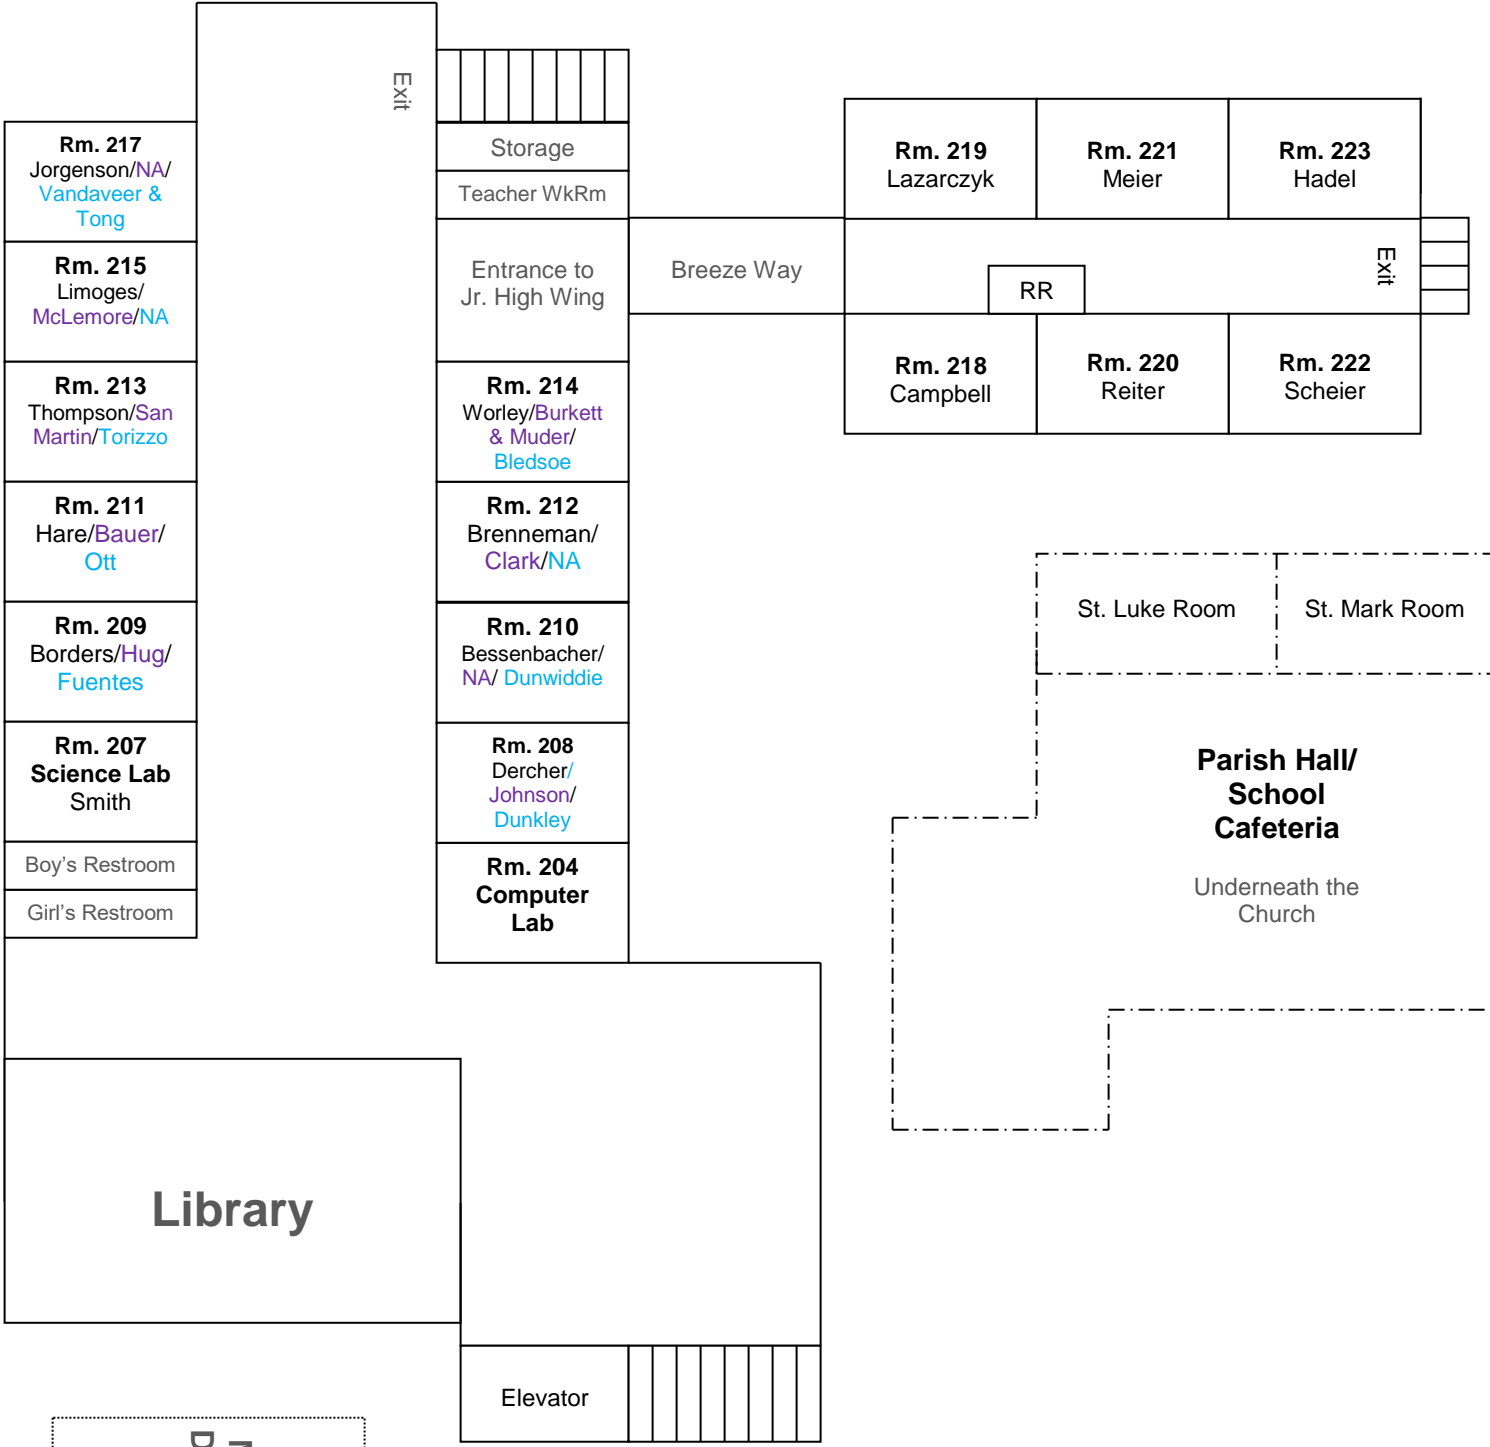 Exit
Rm. 217
Jorgenson/NA/
Vandaveer &
Tong
Rm. 215
Limoges/
McLemore/NA
Rm. 213
Thompson/San
Martin/Torizzo
Rm. 211
Hare/Bauer/
Ott
Rm. 209
Borders/Hug/
Fuentes
Rm. 207
Science Lab
Smith
Boy's Restroom
Girl's Restroom
Storage
Teacher WkRm
Entrance to
Jr. High Wing
Rm. 214
Worley/Burkett
& Muder/
Bledsoe
Rm. 212
Brenneman/
Clark/NA
Rm. 210
Bessenbacher/
NA/ Dunwiddie
Rm. 208
Dercher/
Johnson/
Dunkley
Rm. 204
Computer
Lab
Breeze Way
Rm. 219
Lazarczyk
Rm. 221
Meier
Rm. 223
Hadel
RR
Exit
Rm. 218
Campbell
Rm. 220
Reiter
Rm. 222
Scheier
St. Luke Room
St. Mark Room
Parish Hall/
School
Cafeteria
Underneath the
Church
Library
Elevator